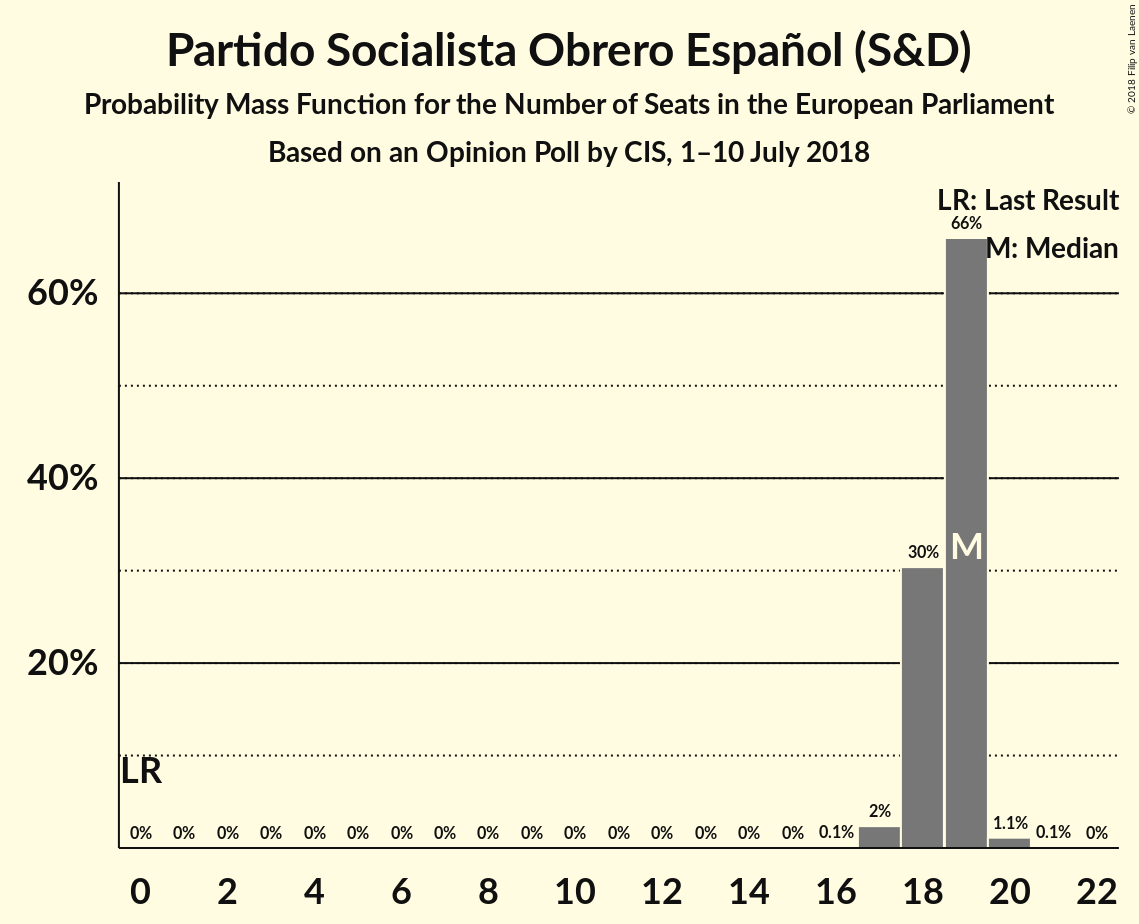 Partido Socialista Obrero Español (S&D)
Probability Mass Function for the Number of Seats in the European Parliament
Based on an Opinion Poll by CIS, 1–10 July 2018
© 2018 Filip van Laenen
LR: Last Result
66%
M: Median
60%
40%
30%
M
20%
LR
2%
1.1%
0% 0% 0% 0% 0% 0% 0% 0% 0% 0% 0% 0% 0% 0% 0% 0% 0.1% 0.1% 0%
0 2 4 6 8 10 12 14 16 18 20 22